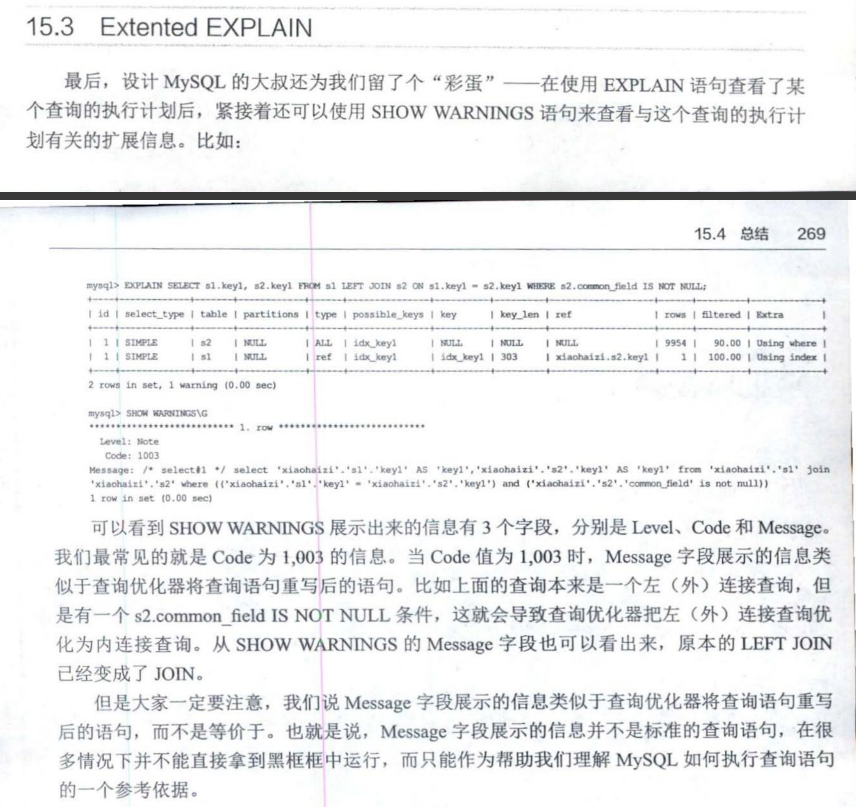 15.3 Extented EXPLAIN
最后，设计 MySQL 的大叔还为我们留了个“彩蛋”——在使用 EXPLAIN 语句查看了某
个查询的执行计划后，紧接着还可以使用 SHOW WARNINGS 语句来查看与这个查询的执行计
划有关的扩展信息。比如：
15.4 总结 269
mysql> EXPLAIN SELECT s1.key1, s2.key1 FROM s1 LEFT JOIN s2 ON s1.key1 = s2.key1 WHERE s2.common_field IS NOT NULL;
+----+-------------+-------+------------+------+---------------+----------+---------+-------------------+------+----------+-------------+
| id | select_type | table | partitions | type | possible_keys | key | key_len | ref | rows | filtered | Extra |
+----+-------------+-------+------------+------+---------------+----------+---------+-------------------+------+----------+-------------+
| 1 | SIMPLE | s2 | NULL | ALL | idx_key1 | NULL | NULL | NULL | 9954 | 90.00 | Using where |
| 1 | SIMPLE | s1 | NULL | ref | idx_key1 | idx_key1 | 303 | xiaohaizi.s2.key1 | 1 | 100.00 | Using index |
+----+-------------+-------+------------+------+---------------+----------+---------+-------------------+------+----------+-------------+
2 rows in set, 1 warning (0.00 sec)
mysql> SHOW WARNINGS\G
*************************** 1. row ***************************
Level: Note
Code: 1003
Message: /* select#1 */ select 'xiaohaizi'.'s1'.'key1' AS 'key1','xiaohaizi'.'s2'.'key1' AS 'key1' from 'xiaohaizi'.'s1' join
'xiaohaizi'.'s2' where (('xiaohaizi'.'s1'.'key1' = 'xiaohaizi'.'s2'.'key1') and ('xiaohaizi'.'s2'.'common_field' is not null))
1 row in set (0.00 sec)
可以看到 SHOW WARNINGS 展示出来的信息有 3 个字段，分别是 Level、Code 和 Message。
我们最常见的就是 Code 为 1,003 的信息。当 Code 值为 1,003 时，Message 字段展示的信息类
似于查询优化器将查询语句重写后的语句。比如上面的查询本来是一个左（外）连接查询，但
是有一个 s2.common_field IS NOT NULL 条件，这就会导致查询优化器把左（外）连接查询优
化为内连接查询。从 SHOW WARNINGS 的 Message 字段也可以看出来，原本的 LEFT JOIN
已经变成了 JOIN。
但是大家一定要注意，我们说 Message 字段展示的信息类似于查询优化器将查询语句重写
后的语句，而不是等价于。也就是说，Message 字段展示的信息并不是标准的查询语句，在很
多情况下并不能直接拿到黑框框中运行，而只能作为帮助我们理解 MySQL 如何执行查询语句
的一个参考依据。